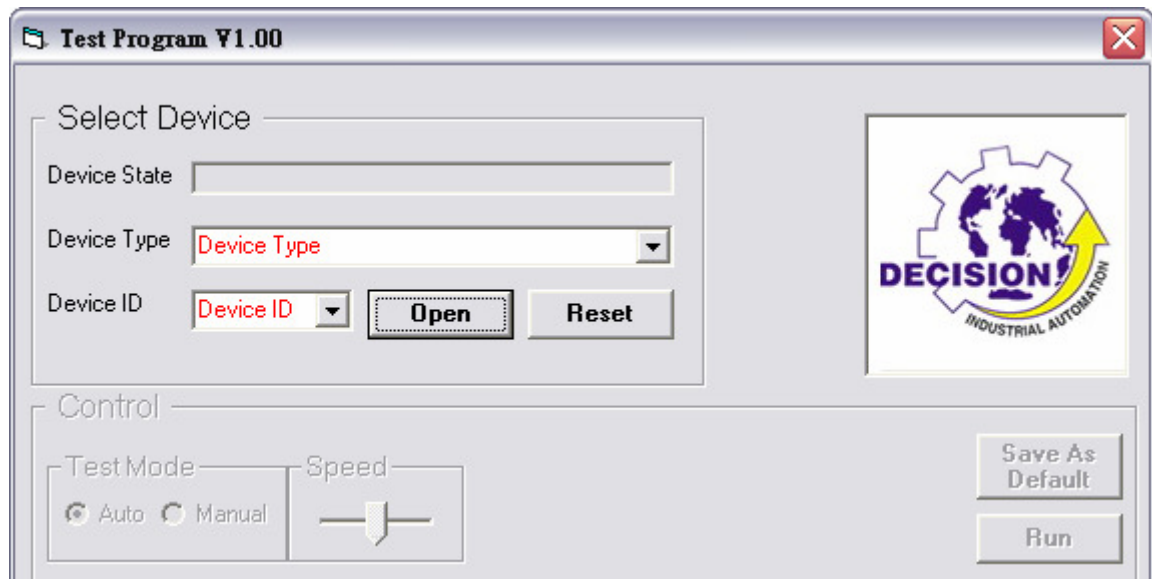 Test Program V1.00
Select Device
Device State
Device Type
Device Type
Device ID
Device ID
Open
Reset
DECISION
INDUSTRIAL AUTOMATION
Control
Test Mode
Auto
Manual
Speed
Save As
Default
Run